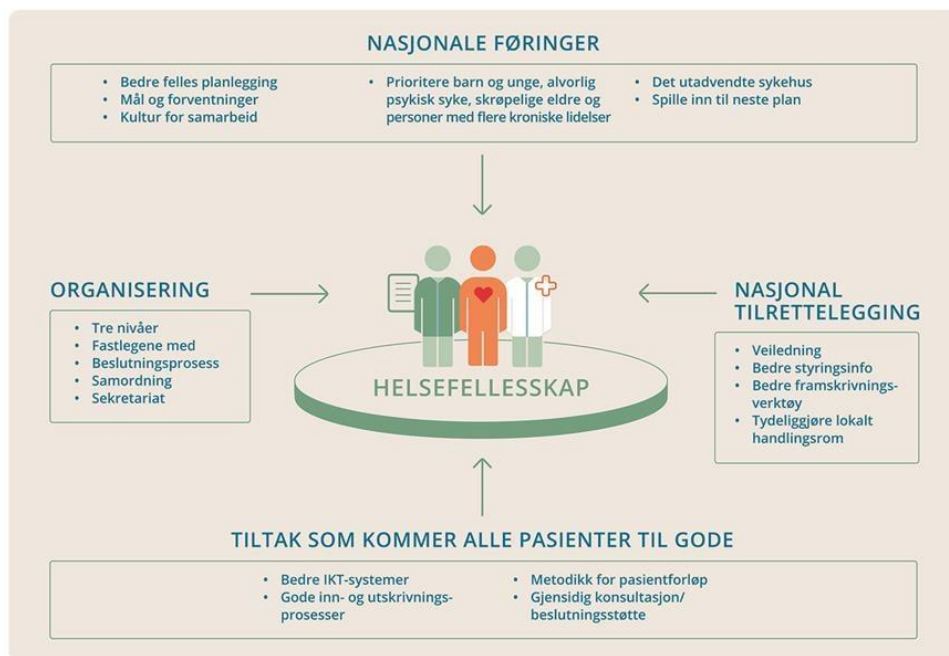 NASJONALE FØRINGER
• Bedre felles planlegging
• Mål og forventninger
• Kultur for samarbeid
• Prioritere barn og unge, alvorlig
psykisk syke, skrøpelige eldre og
personer med flere kroniske lidelser
• Det utadvendte sykehus
• Spille inn til neste plan
ORGANISERING
• Tre nivåer
• Fastlegene med
• Beslutningsprosess
• Samordning
• Sekretariat
HELSEFELLESSKAP
NASJONAL
TILRETTELEGGING
• Veiledning
• Bedre styringsinfo
• Bedre framskrivnings-
verktøy
• Tydeliggjøre lokalt
handlingsrom
TILTAK SOM KOMMER ALLE PASIENTER TIL GODE
• Bedre IKT-systemer
• Gode inn- og utskrivnings-
prosesser
• Metodikk for pasientforløp
• Gjensidig konsultasjon/
beslutningsstøtte